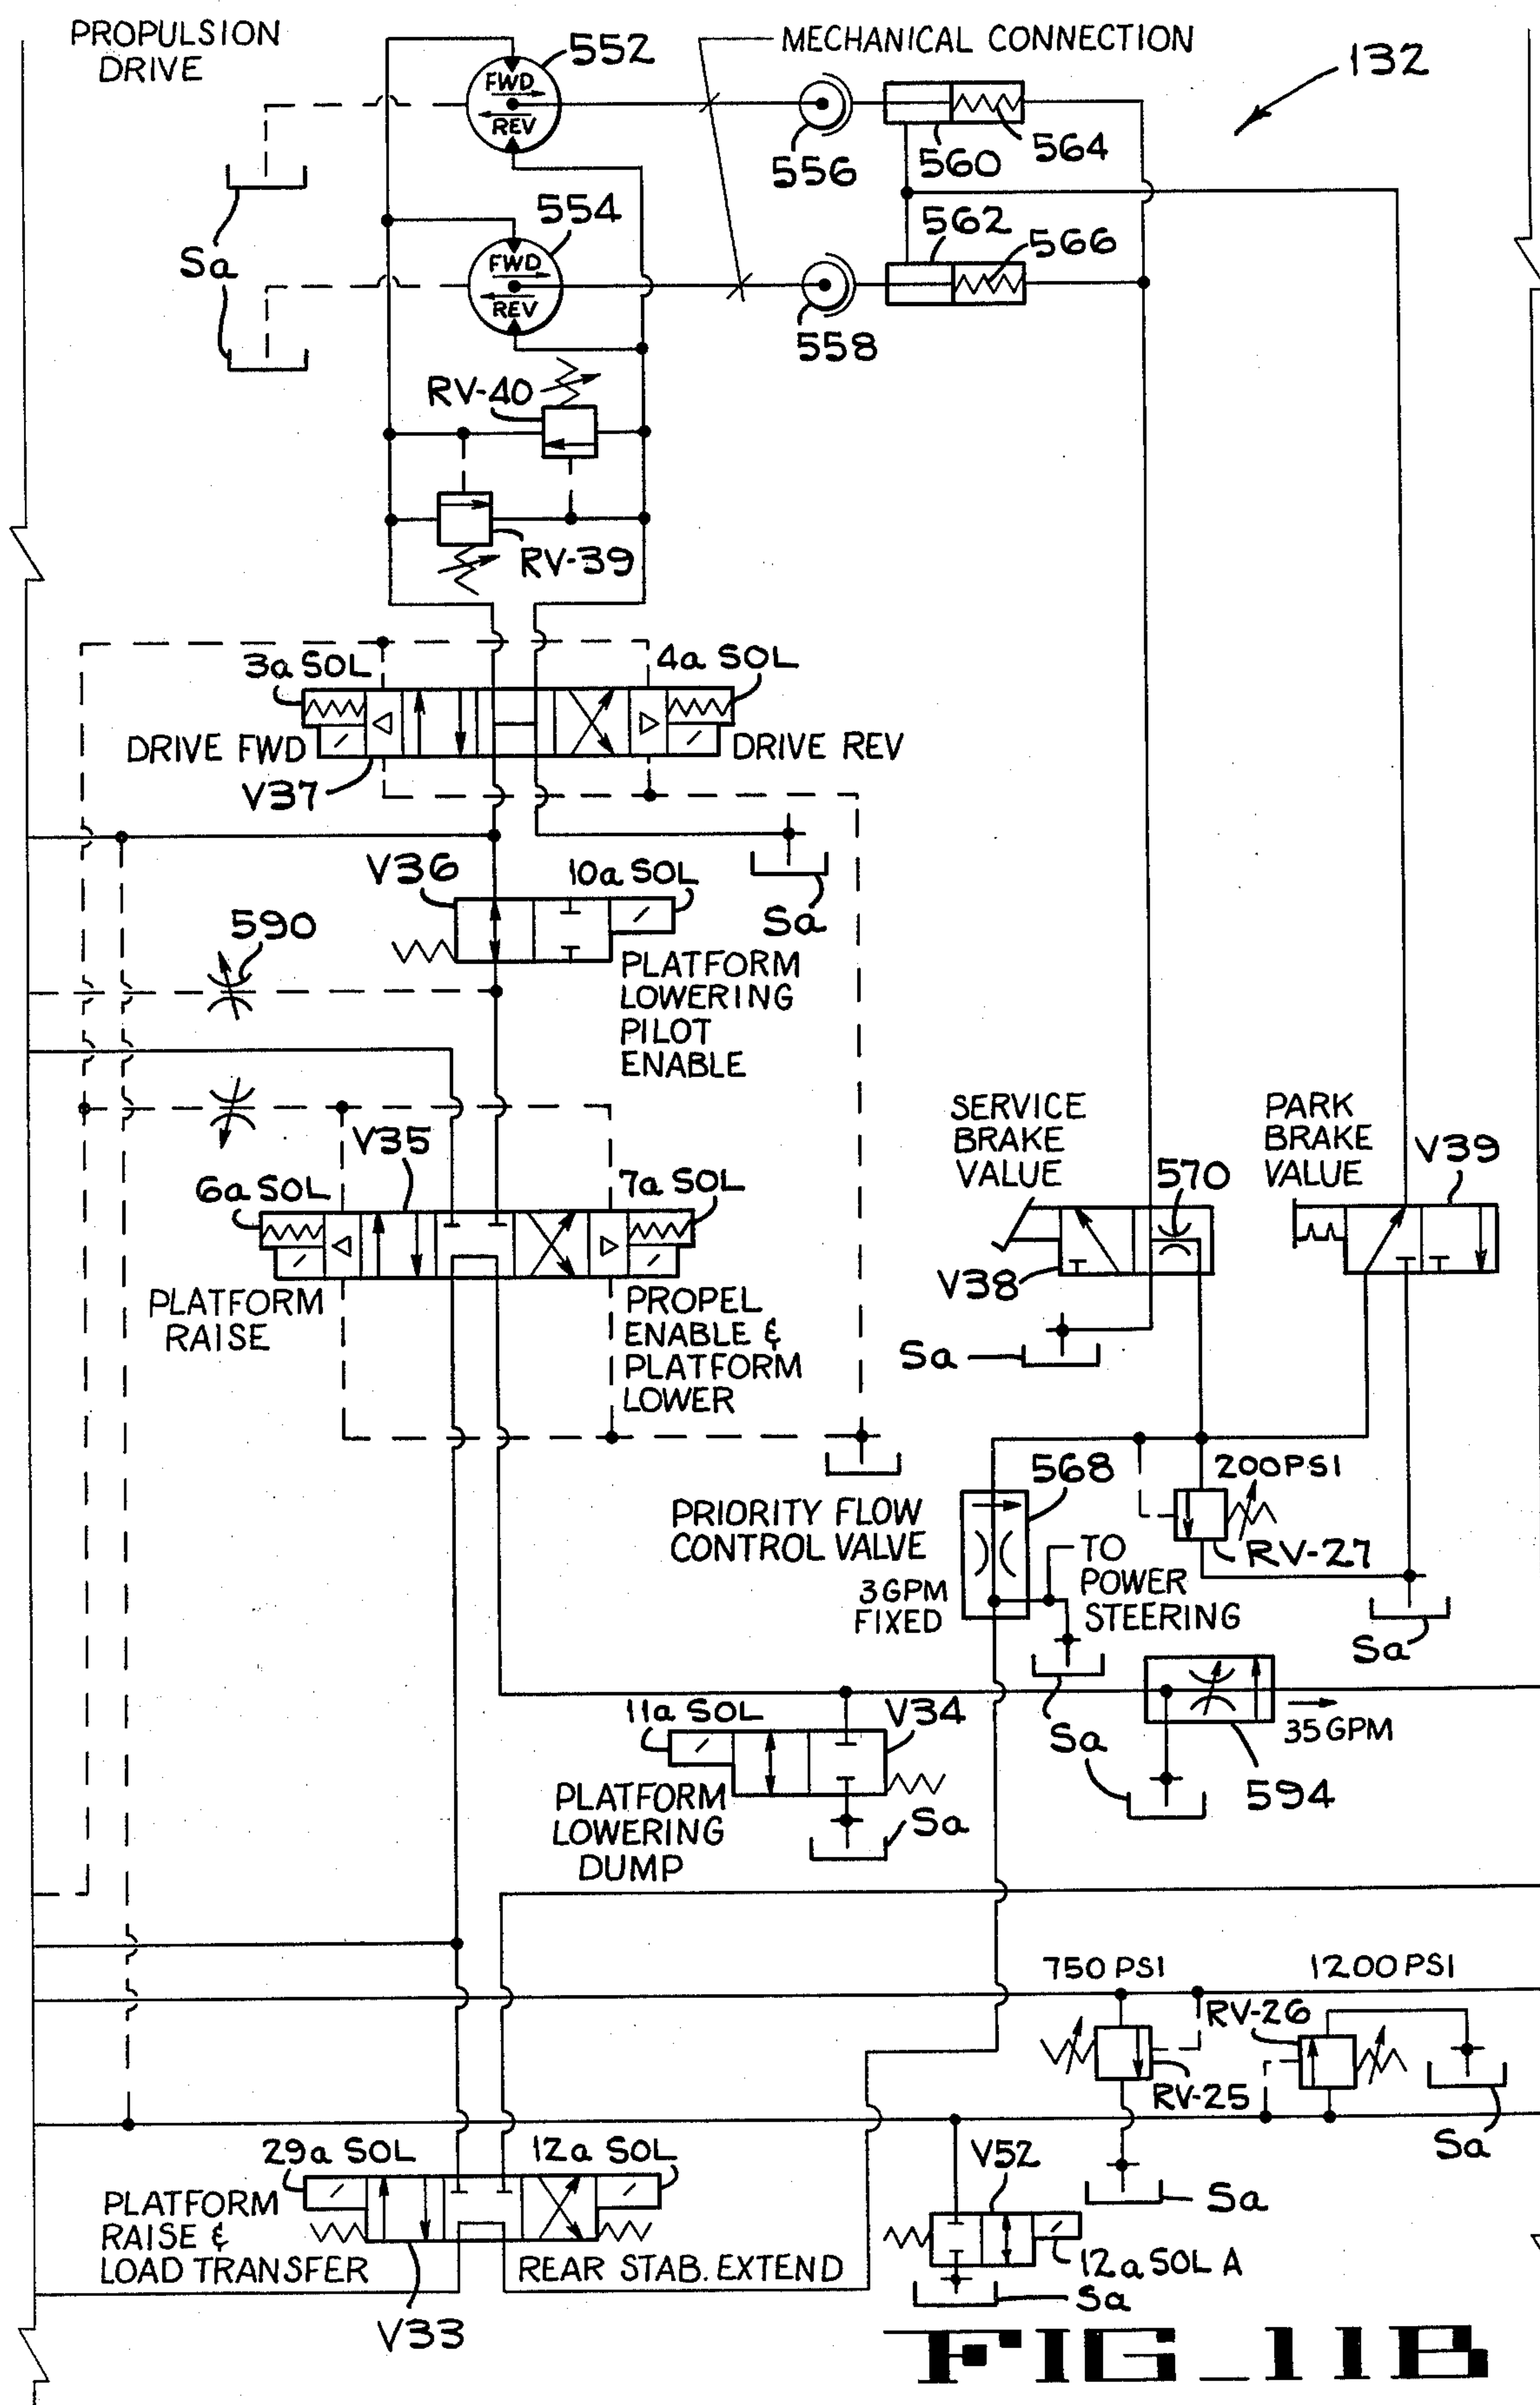 PROPULSION
DRIVE
552
MECHANICAL CONNECTION
132
FWD
REV
556
560
564
554
562
566
Sa
FWD
REV
558
RV-40
RV-39
3a SOL
4a SOL
DRIVE FWD
DRIVE REV
V37
V36
10a SOL
Sa
590
PLATFORM
LOWERING
PILOT
ENABLE
V35
6a SOL
7a SOL
PLATFORM
RAISE
PROPEL
ENABLE &
PLATFORM
LOWER
SERVICE
BRAKE
VALUE
570
PARK
BRAKE
VALUE
V39
V38
Sa
568
200PSI
PRIORITY FLOW
CONTROL VALVE
3GPM
FIXED
TO
POWER
STEERING
RV-27
Sa
11a SOL
V34
Sa
35GPM
594
Sa
PLATFORM
LOWERING
DUMP
Sa
750 PSI
1200PSI
RV-26
RV-25
Sa
29a SOL
12a SOL
V52
Sa
PLATFORM
RAISE &
LOAD TRANSFER
REAR STAB. EXTEND
12a SOL A
Sa
V33
FIG_11B